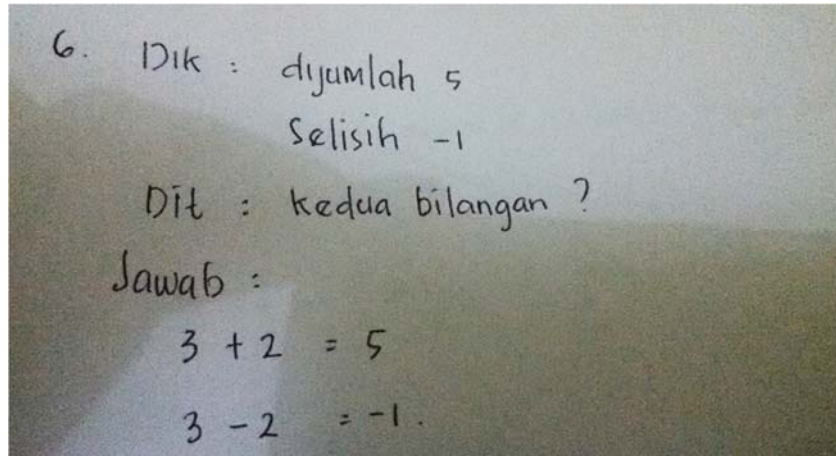 6. Dik : dijumlah 5
Selisih -1
Dit : kedua bilangan ?
Jawab :
3 + 2 = 5
3 - 2 = -1.